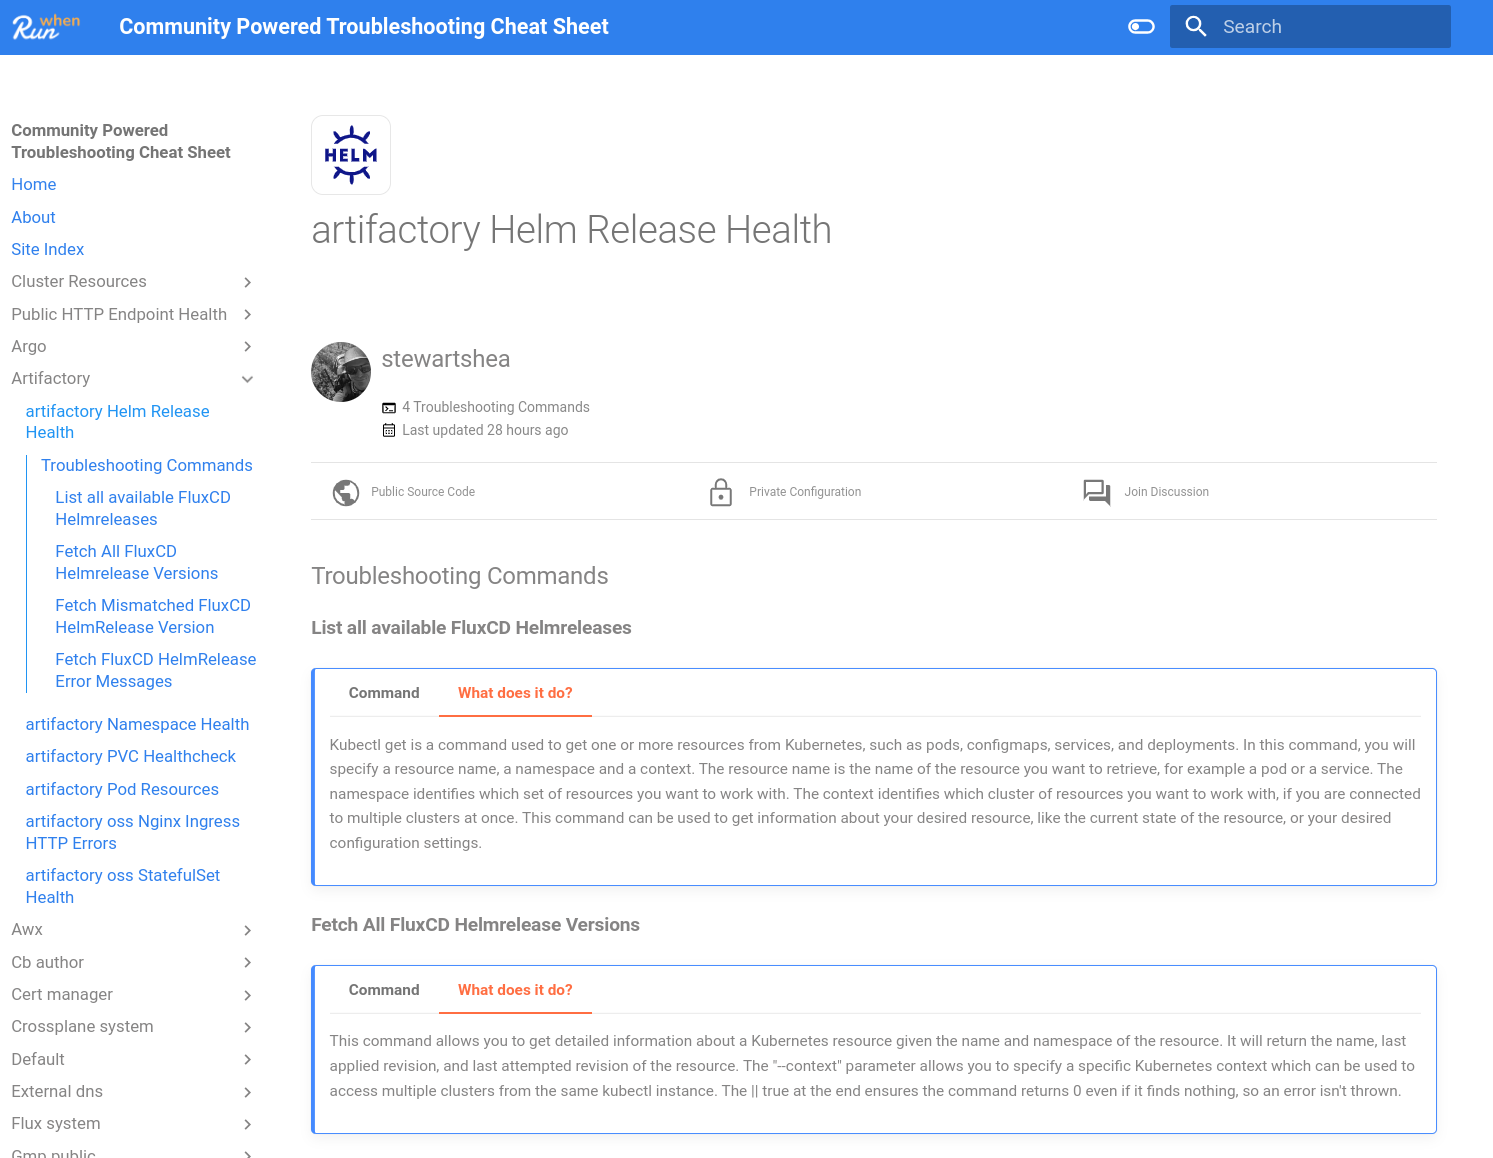 Run when
Community Powered Troubleshooting Cheat Sheet
Search
Community Powered
Troubleshooting Cheat Sheet
Home
About
Site Index
Cluster Resources
Public HTTP Endpoint Health
Argo
Artifactory
artifactory Helm Release
Health
Troubleshooting Commands
List all available FluxCD
Helmreleases
Fetch All FluxCD
Helmrelease Versions
Fetch Mismatched FluxCD
HelmRelease Version
Fetch FluxCD HelmRelease
Error Messages
artifactory Namespace Health
artifactory PVC Healthcheck
artifactory Pod Resources
artifactory oss Nginx Ingress
HTTP Errors
artifactory oss StatefulSet
Health
Awx
Cb author
Cert manager
Crossplane system
Default
External dns
Flux system
Gmp public
HELM
artifactory Helm Release Health
stewartshea
4 Troubleshooting Commands
Last updated 28 hours ago
Public Source Code
Private Configuration
Join Discussion
Troubleshooting Commands
List all available FluxCD Helmreleases
Command What does it do?
Kubectl get is a command used to get one or more resources from Kubernetes, such as pods, configmaps, services, and deployments. In this command, you will
specify a resource name, a namespace and a context. The resource name is the name of the resource you want to retrieve, for example a pod or a service. The
namespace identifies which set of resources you want to work with. The context identifies which cluster of resources you want to work with, if you are connected
to multiple clusters at once. This command can be used to get information about your desired resource, like the current state of the resource, or your desired
configuration settings.
Fetch All FluxCD Helmrelease Versions
Command What does it do?
This command allows you to get detailed information about a Kubernetes resource given the name and namespace of the resource. It will return the name, last
applied revision, and last attempted revision of the resource. The "--context" parameter allows you to specify a specific Kubernetes context which can be used to
access multiple clusters from the same kubectl instance. The || true at the end ensures the command returns 0 even if it finds nothing, so an error isn't thrown.